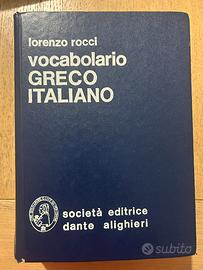 lorenzo rocci
vocabolario
GRECO
ITALIANO
società editrice
dante alighieri
subito